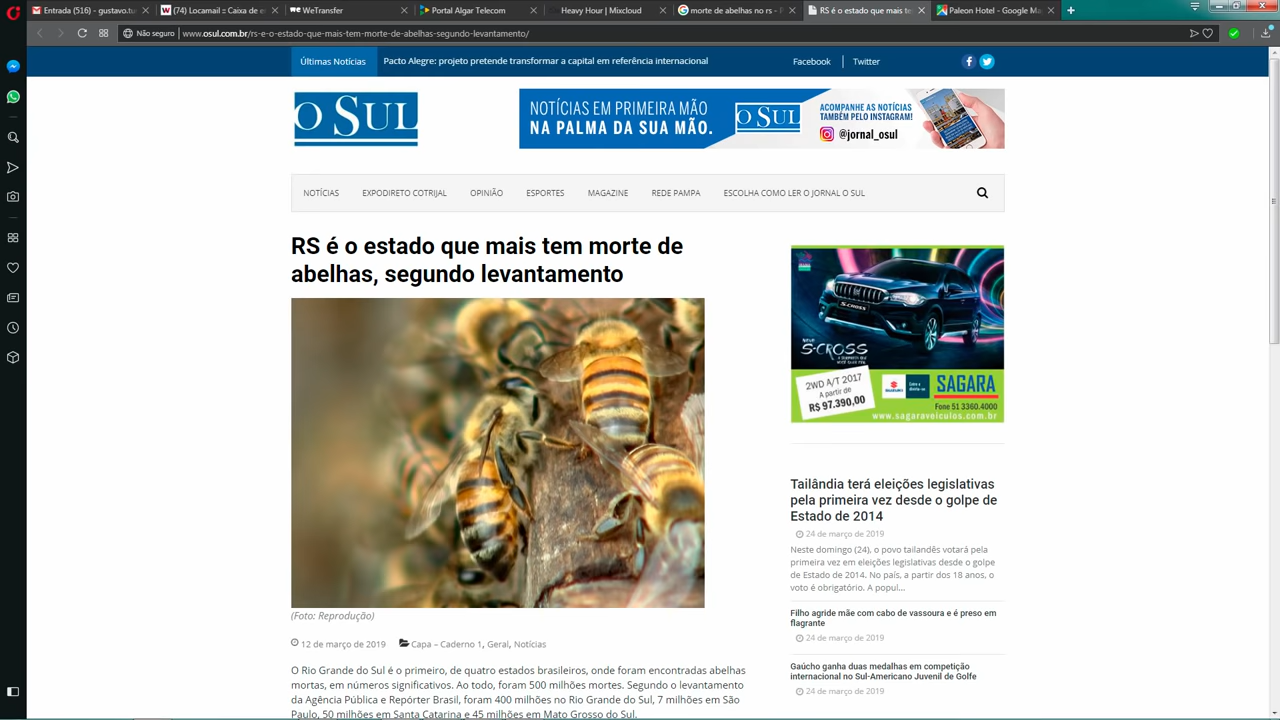 Entrada (516) - gustavo.tu
(74) Locamail :: Caixa de e
WeTransfer
Portal Algar Telecom
Heavy Hour | Mixcloud
morte de abelhas no rs - P
RS é o estado que mais tem
Paleon Hotel - Google Ma
Não seguro
www.osul.com.br/rs-e-o-estado-que-mais-tem-morte-de-abelhas-segundo-levantamento/
Últimas Notícias
Pacto Alegre: projeto pretende transformar a capital em referência internacional
Facebook
Twitter
O SUL
NOTÍCIAS EM PRIMEIRA MÃO
NA PALMA DA SUA MÃO.
O SUL
ACOMPANHE AS NOTÍCIAS
TAMBÉM PELO INSTAGRAM!
@jornal_osul
NOTÍCIAS
EXPODIRETO COTRIJAL
OPINIÃO
ESPORTES
MAGAZINE
REDE PAMPA
ESCOLHA COMO LER O JORNAL O SUL
RS é o estado que mais tem morte de
abelhas, segundo levantamento
(Foto: Reprodução)
12 de março de 2019
Capa – Caderno 1, Geral, Notícias
O Rio Grande do Sul é o primeiro, de quatro estados brasileiros, onde foram encontradas abelhas
mortas, em números significativos. Ao todo, foram 500 milhões mortes. Segundo o levantamento
da Agência Pública e Repórter Brasil, foram 400 milhões no Rio Grande do Sul, 7 milhões em São
Paulo, 50 milhões em Santa Catarina e 45 milhões em Mato Grosso do Sul.
S-CROSS
2WD A/T 2017
A partir de
R$ 97.390,00
SUZUKI
SAGARA
Fone 51 3360.4000
www.sagaraveiculos.com.br
Tailândia terá eleições legislativas
pela primeira vez desde o golpe de
Estado de 2014
24 de março de 2019
Neste domingo (24), o povo tailandês votará pela
primeira vez em eleições legislativas desde o golpe
de Estado de 2014. No país, a partir dos 18 anos, o
voto é obrigatório. A popul...
Filho agride mãe com cabo de vassoura e é preso em
flagrante
24 de março de 2019
Gaúcho ganha duas medalhas em competição
internacional no Sul-Americano Juvenil de Golfe
24 de março de 2019